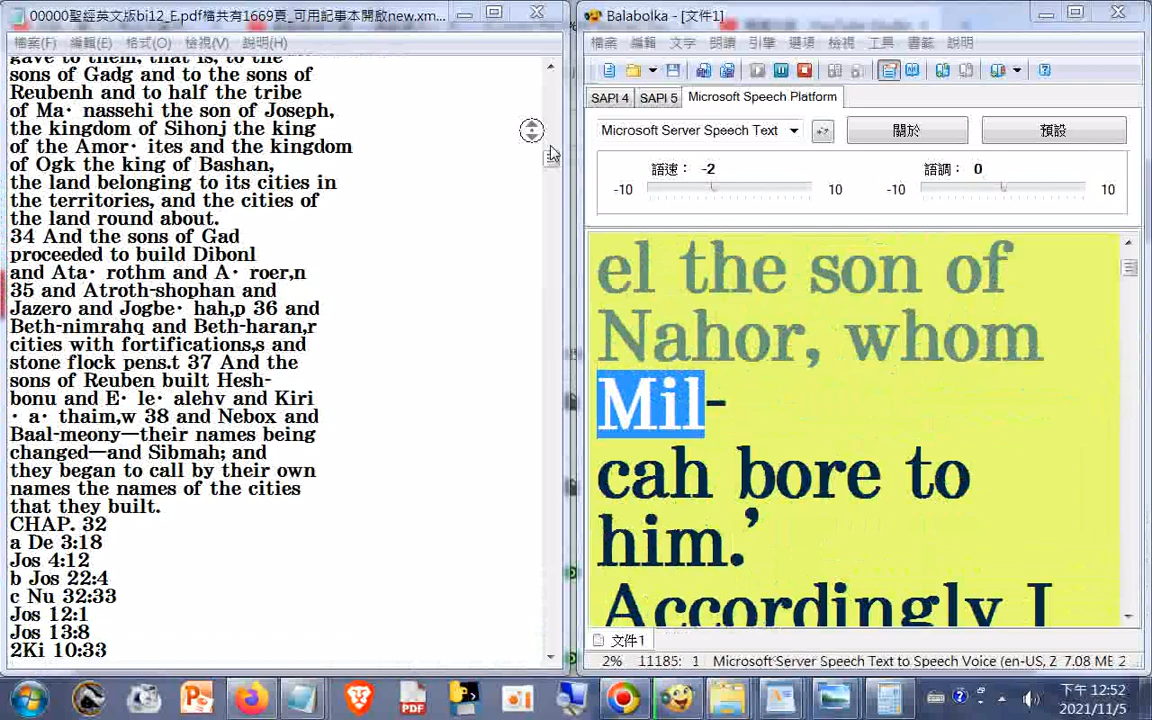 00000聖經英文版bi12_E.pdf檔共有1669頁_可用記事本開啟new.xm...
檔案(F) 編輯(E) 格式(O) 檢視(V) 說明(H)
gave to them, that is, to the
sons of Gadg and to the sons of
Reubenh and to half the tribe
of Ma· nassehi the son of Joseph,
the kingdom of Sihonj the king
of the Amor· ites and the kingdom
of Ogk the king of Bashan,
the land belonging to its cities in
the territories, and the cities of
the land round about.
34 And the sons of Gad
proceeded to build Dibonl
and Ata· rothm and A· roer,n
35 and Atroth-shophan and
Jazero and Jogbe· hah,p 36 and
Beth-nimrahq and Beth-haran,r
cities with fortifications,s and
stone flock pens.t 37 And the
sons of Reuben built Hesh-
bonu and E· le· alehv and Kiri
· a· thaim,w 38 and Nebox and
Baal-meony—their names being
changed—and Sibmah; and
they began to call by their own
names the names of the cities
that they built.
CHAP. 32
a De 3:18
Jos 4:12
b Jos 22:4
c Nu 32:33
Jos 12:1
Jos 13:8
2Ki 10:33
Balabolka - [文件1]
檔案 編輯 文字 朗讀 引擎 選項 檢視 工具 書籤 說明
SAPI 4 SAPI 5 Microsoft Speech Platform
Microsoft Server Speech Text 關於 預設
語速： -2 語調： 0
-10 10 -10 10
el the son of
Nahor, whom
Mil-
cah bore to
him.’
Accordingly I
文件1
2% 11185: 1 Microsoft Server Speech Text to Speech Voice (en-US, Z 7.08 ME 2
下午 12:52
2021/11/5